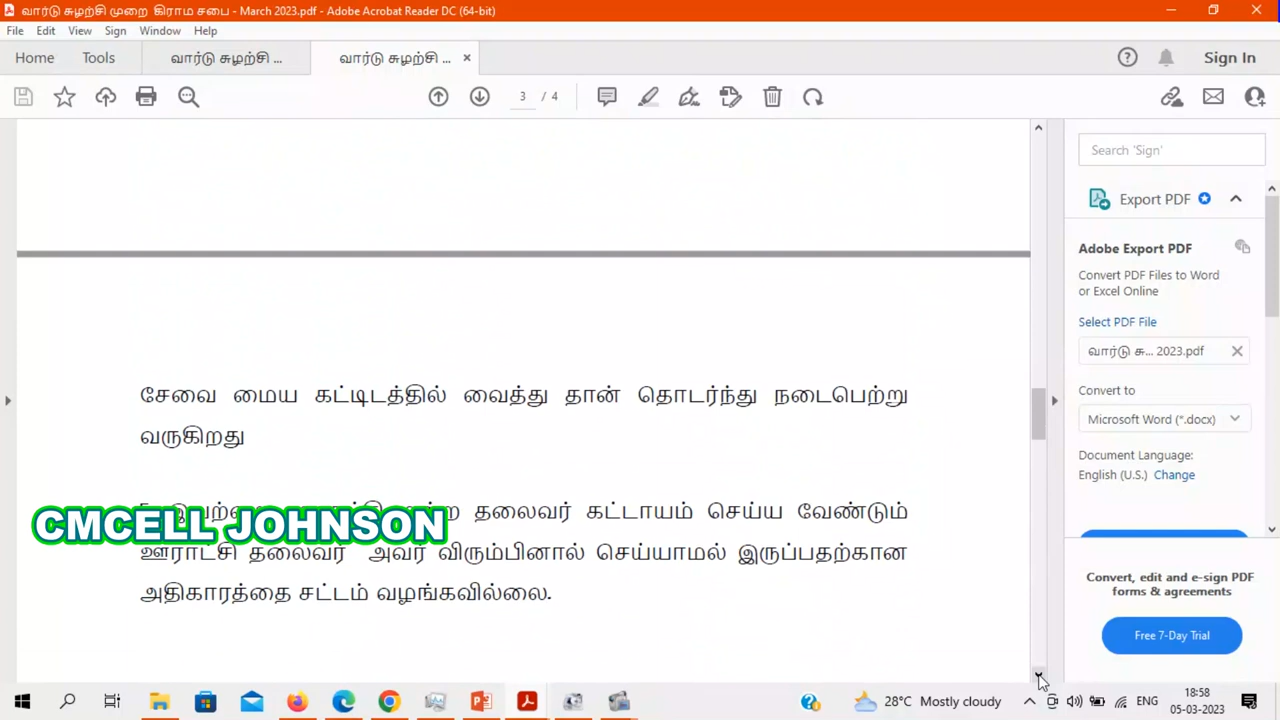 வார்டு சுழற்சி முறை கிராம சபை - March 2023.pdf - Adobe Acrobat Reader DC (64-bit)
File Edit View Sign Window Help
Home Tools வார்டு சுழற்சி ... வார்டு சுழற்சி ... × Sign In
3 / 4
Search 'Sign'
Export PDF
Adobe Export PDF
Convert PDF Files to Word
or Excel Online
Select PDF File
வார்டு சு... 2023.pdf
Convert to
Microsoft Word (*.docx)
Document Language:
English (U.S.) Change
Convert, edit and e-sign PDF
forms & agreements
Free 7-Day Trial
சேவை மைய கட்டிடத்தில் வைத்து தான் தொடர்ந்து நடைபெற்று
வருகிறது
தலைவர் கட்டாயம் செய்ய வேண்டும்
CMCELL JOHNSON
ஊராட்சி தலைவர் அவர் விரும்பினால் செய்யாமல் இருப்பதற்கான
அதிகாரத்தை சட்டம் வழங்கவில்லை.
28°C Mostly cloudy ENG 18:58
05-03-2023